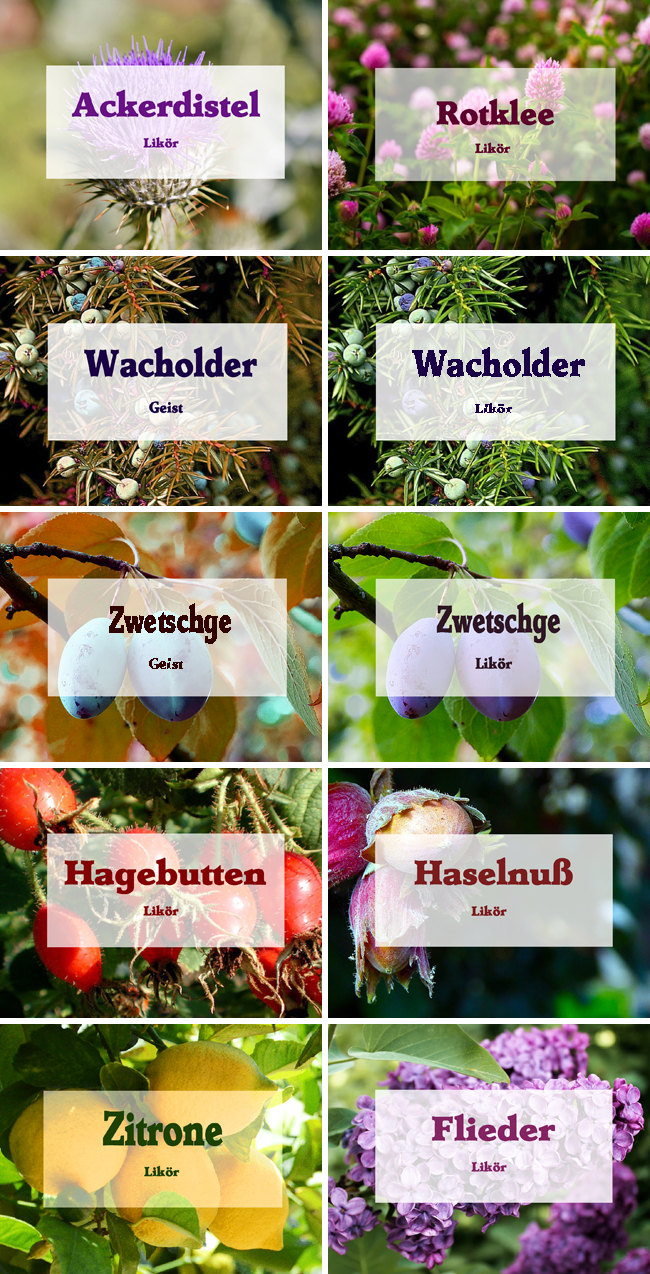 Ackerdistel
Likör
Rotklee
Likör
Wacholder
Geist
Wacholder
Likör
Zwetschge
Geist
Zwetschge
Likör
Hagebutten
Likör
Haselnuß
Likör
Zitrone
Likör
Flieder
Likör